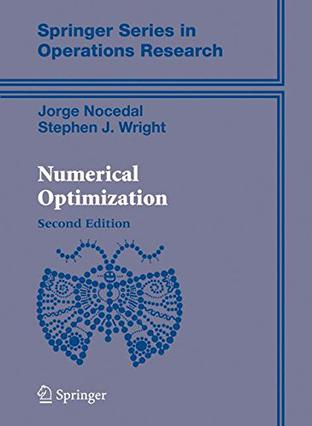 Springer Series in
Operations Research
Jorge Nocedal
Stephen J. Wright
Numerical
Optimization
Second Edition
Springer